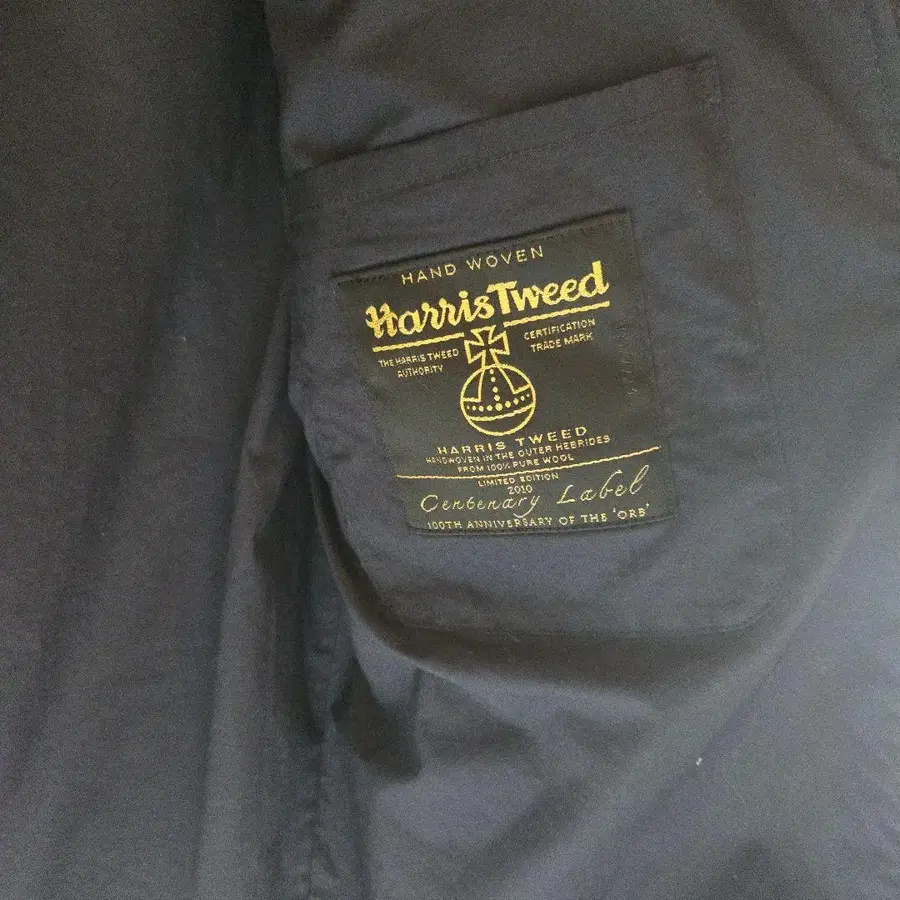 HAND WOVEN
Harris Tweed
THE HARRIS TWEED AUTHORITY
CERTIFICATION TRADE MARK
HARRIS TWEED
HANDWOVEN IN THE OUTER HEBRIDES
FROM 100% PURE WOOL
LIMITED EDITION
2010
Centenary Label
100TH ANNIVERSARY OF THE 'ORB'